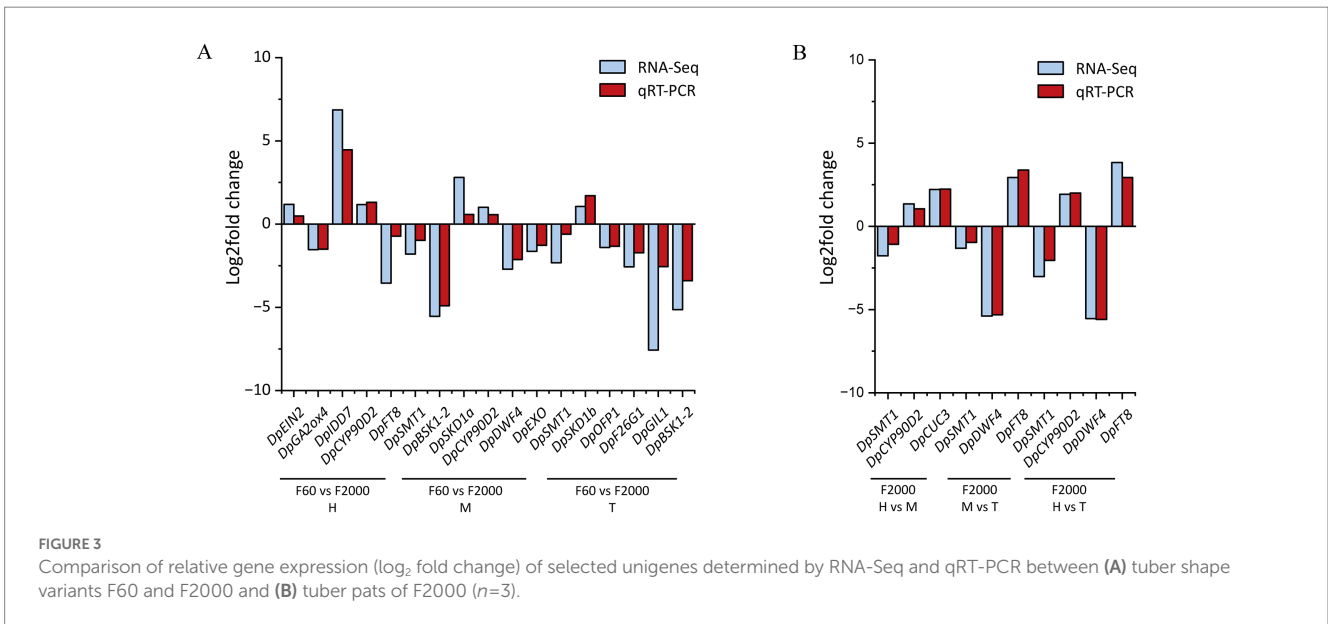 A
10
5
0
−5
−10
Log2fold change
RNA-Seq
qRT-PCR
DpEIN2
DpGA2ox4
DpIDD7
DpCYP90D2
DpFT8
DpSMT1
DpBSK1-2
DpSKD1a
DpCYP90D2
DpDWF4
DpEXO
DpSMT1
DpSKD1b
DpOFP1
DpF26G1
DpGIL1
DpBSK1-2
F60 vs F2000
H
F60 vs F2000
M
F60 vs F2000
T
B
10
5
0
−5
−10
Log2fold change
RNA-Seq
qRT-PCR
DpSMT1
DpCYP90D2
DpCUC3
DpSMT1
DpDWF4
DpFT8
DpSMT1
DpCYP90D2
DpDWF4
DpFT8
F2000
H vs M
F2000
M vs T
F2000
H vs T
FIGURE 3
Comparison of relative gene expression (log₂ fold change) of selected unigenes determined by RNA-Seq and qRT-PCR between (A) tuber shape
variants F60 and F2000 and (B) tuber pats of F2000 (n=3).